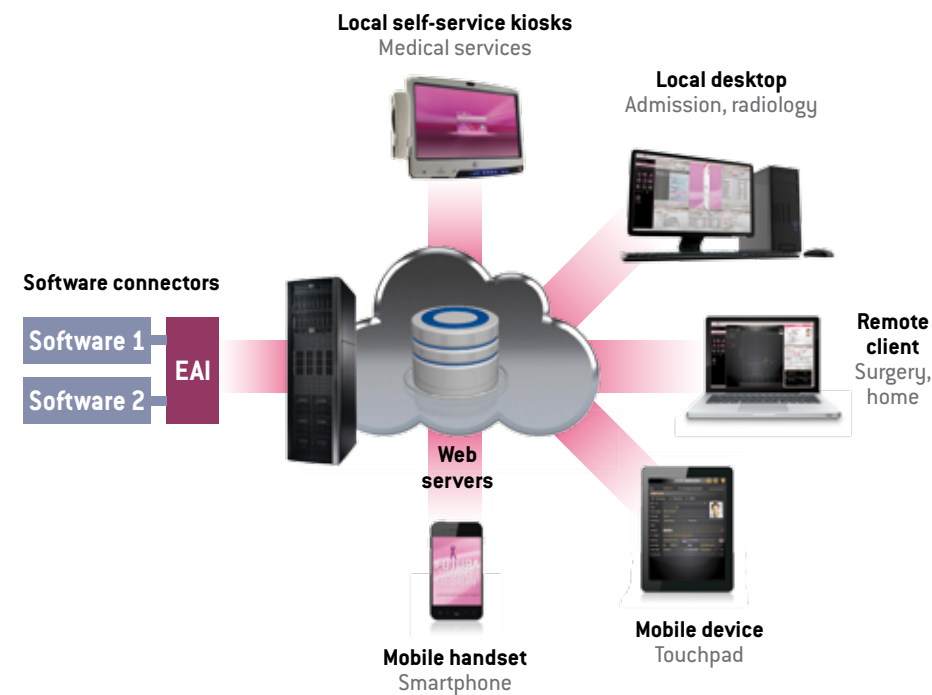 Local self-service kiosks
Medical services
Local desktop
Admission, radiology
Software connectors
Software 1
Software 2
EAI
Remote
client
Surgery,
home
Web
servers
Mobile device
Touchpad
Mobile handset
Smartphone